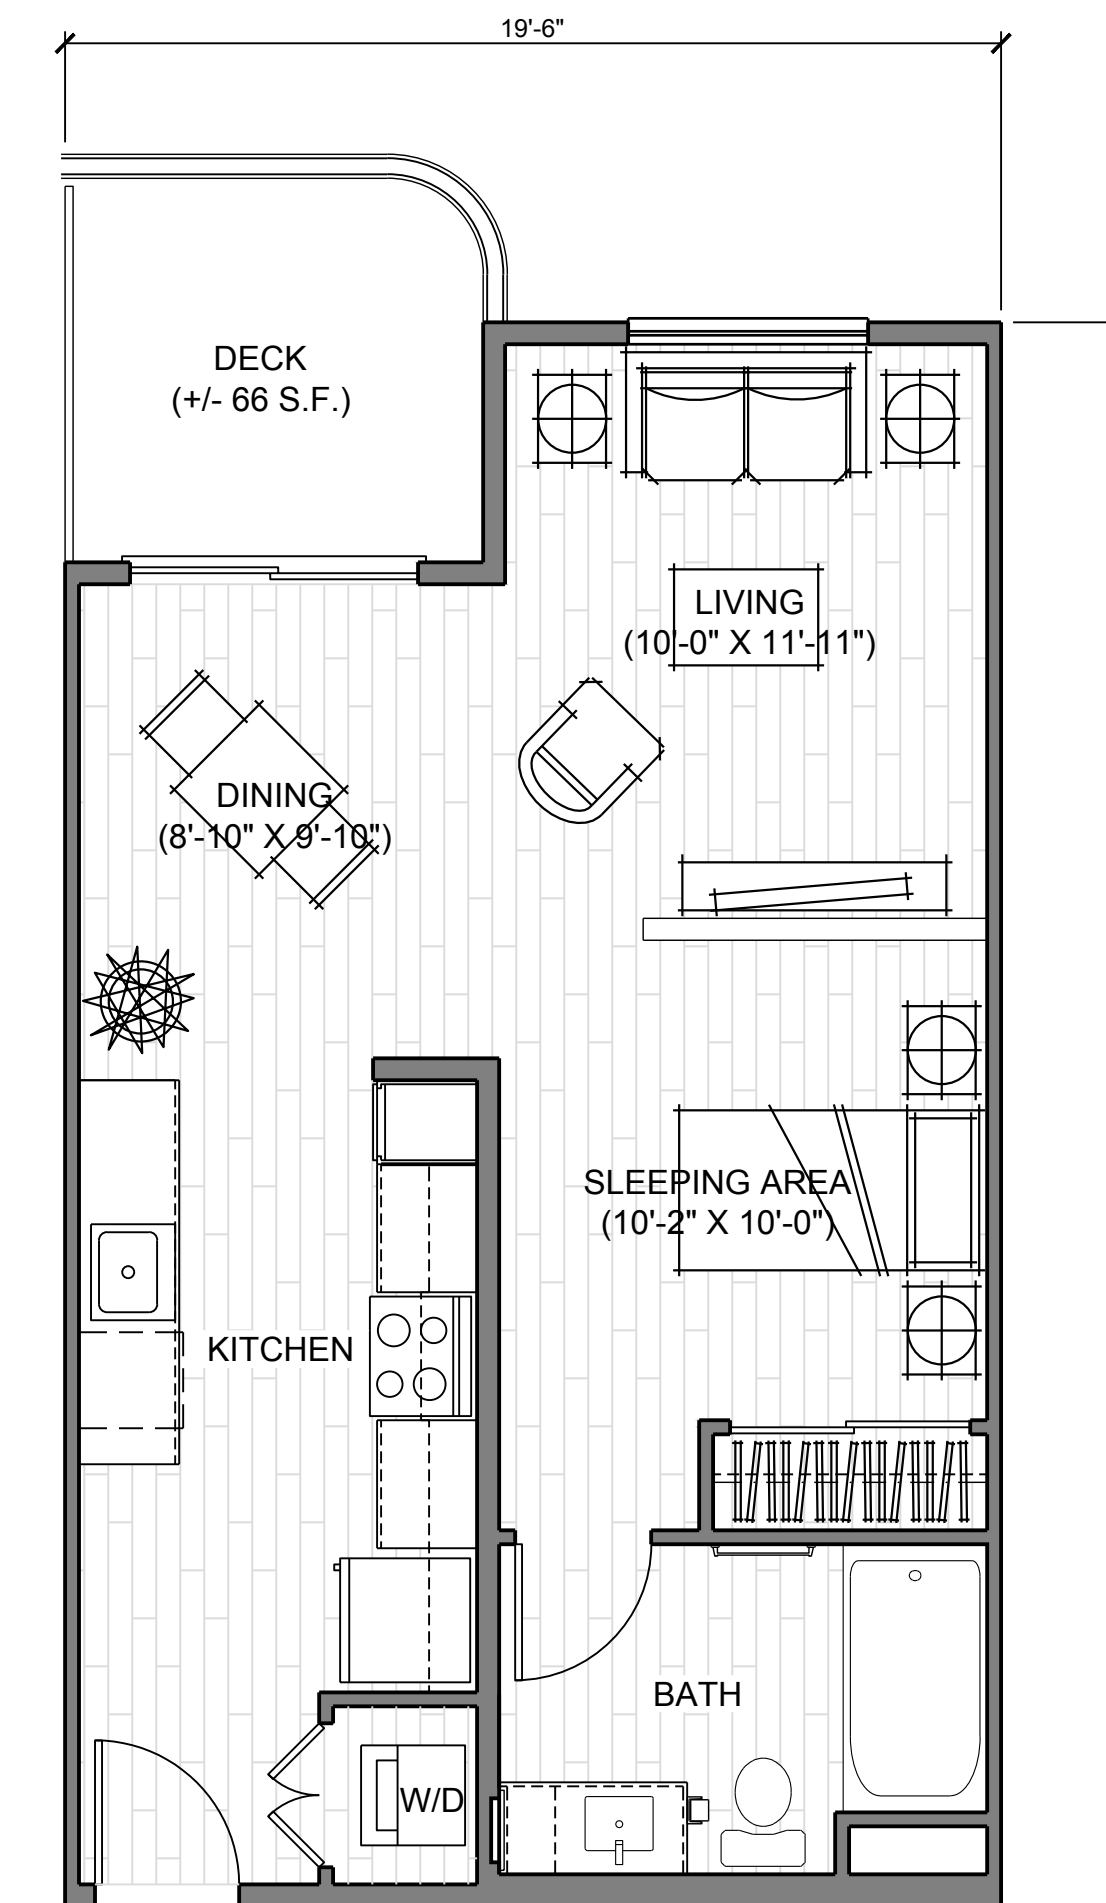 19'-6"
DECK
(+/- 66 S.F.)
LIVING
(10'-0" X 11'-11")
DINING
(8'-10" X 9'-10")
SLEEPING AREA
(10'-2" X 10'-0")
KITCHEN
BATH
W/D